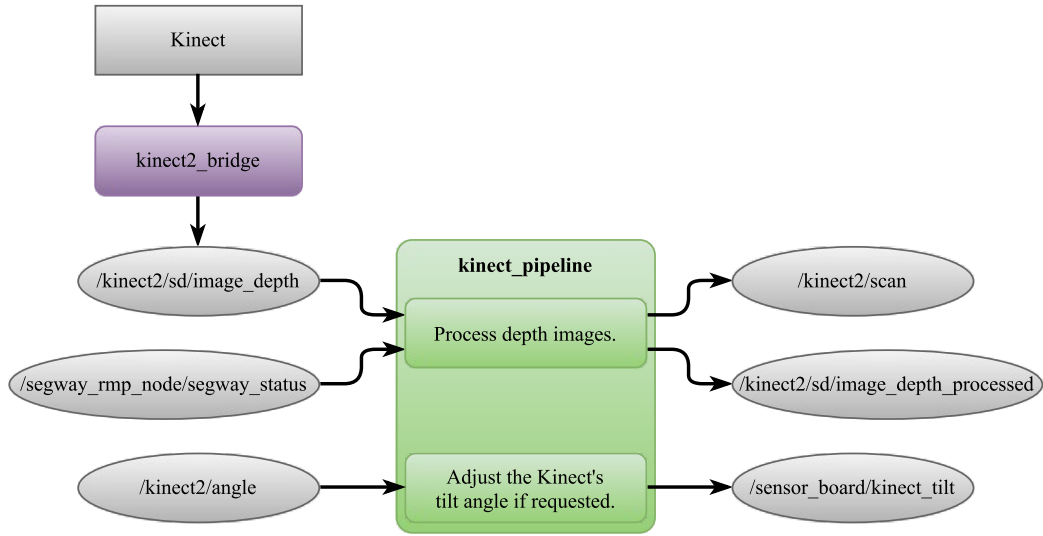 Kinect
kinect2_bridge
/kinect2/sd/image_depth
/segway_rmp_node/segway_status
/kinect2/angle
kinect_pipeline
Process depth images.
Adjust the Kinect's
tilt angle if requested.
/kinect2/scan
/kinect2/sd/image_depth_processed
/sensor_board/kinect_tilt